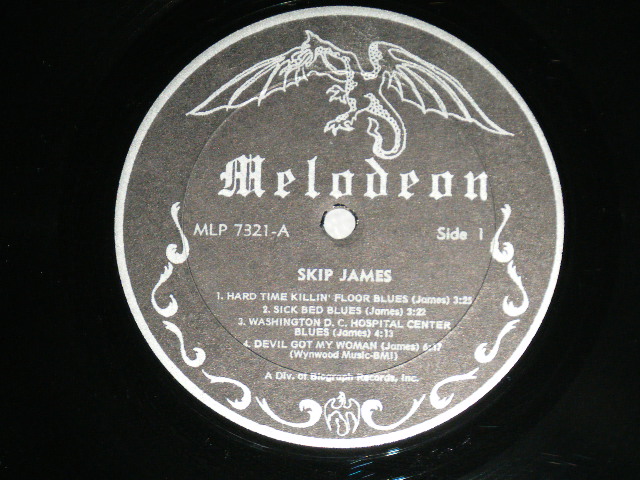 Melodeon
MLP 7321-A
Side 1
SKIP JAMES
1. HARD TIME KILLIN' FLOOR BLUES (James) 3:25
2. SICK BED BLUES (James) 3:22
3. WASHINGTON D. C. HOSPITAL CENTER
BLUES (James) 4:13
4. DEVIL GOT MY WOMAN (James) 6:17
(Wynwood Music-BMI)
A Div. of Biograph Records, Inc.